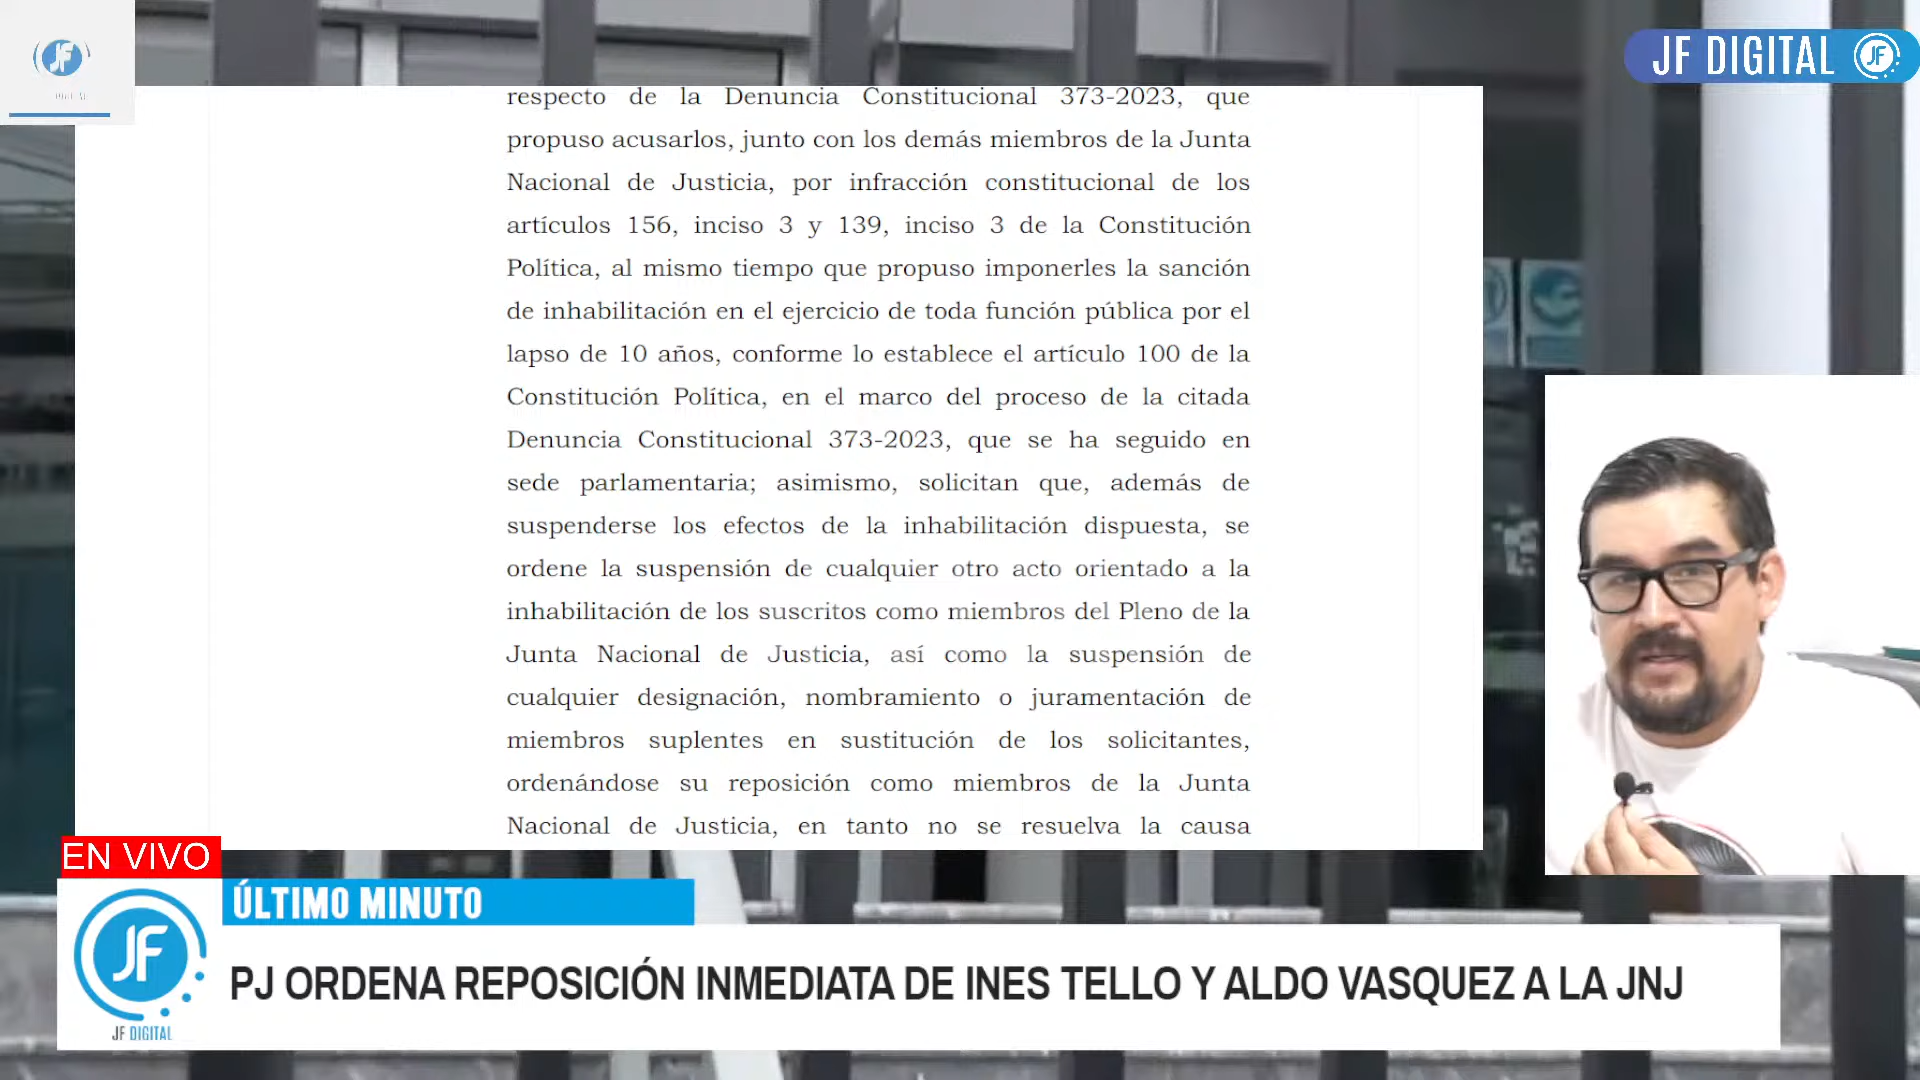 JF
JF DIGITAL JF
respecto de la Denuncia Constitucional 373-2023, que
propuso acusarlos, junto con los demás miembros de la Junta
Nacional de Justicia, por infracción constitucional de los
artículos 156, inciso 3 y 139, inciso 3 de la Constitución
Política, al mismo tiempo que propuso imponerles la sanción
de inhabilitación en el ejercicio de toda función pública por el
lapso de 10 años, conforme lo establece el artículo 100 de la
Constitución Política, en el marco del proceso de la citada
Denuncia Constitucional 373-2023, que se ha seguido en
sede parlamentaria; asimismo, solicitan que, además de
suspenderse los efectos de la inhabilitación dispuesta, se
ordene la suspensión de cualquier otro acto orientado a la
inhabilitación de los suscritos como miembros del Pleno de la
Junta Nacional de Justicia, así como la suspensión de
cualquier designación, nombramiento o juramentación de
miembros suplentes en sustitución de los solicitantes,
ordenándose su reposición como miembros de la Junta
Nacional de Justicia, en tanto no se resuelva la causa
EN VIVO
ÚLTIMO MINUTO
JF
JF DIGITAL
PJ ORDENA REPOSICIÓN INMEDIATA DE INES TELLO Y ALDO VASQUEZ A LA JNJ